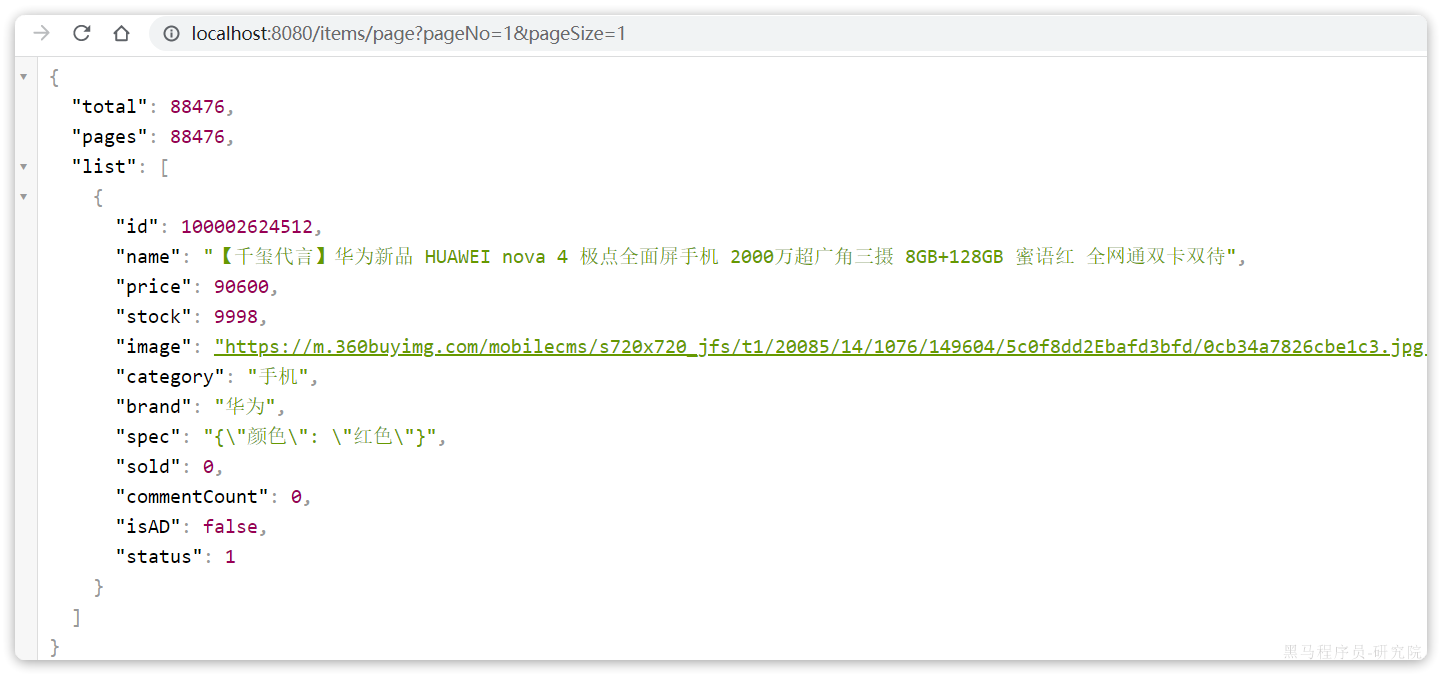 localhost:8080/items/page?pageNo=1&pageSize=1
{
"total": 88476,
"pages": 88476,
"list": [
{
"id": 100002624512,
"name": "【千玺代言】华为新品 HUAWEI nova 4 极点全面屏手机 2000万超广角三摄 8GB+128GB 蜜语红 全网通双卡双待",
"price": 90600,
"stock": 9998,
"image": "https://m.360buyimg.com/mobilecms/s720x720_jfs/t1/20085/14/1076/149604/5c0f8dd2Ebafd3bfd/0cb34a7826cbe1c3.jpg
"category": "手机",
"brand": "华为",
"spec": "{\"颜色\": \"红色\"}",
"sold": 0,
"commentCount": 0,
"isAD": false,
"status": 1
}
]
}
黑马程序员-研究院